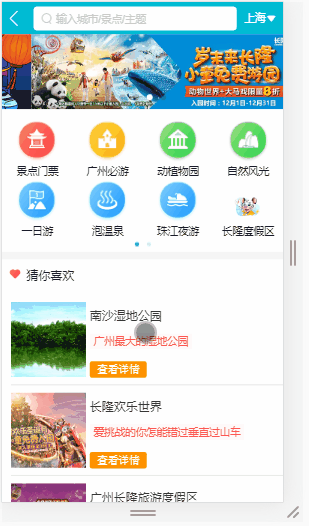 输入城市/景点/主题
上海
岁末来长隆
小童免费游园
动物世界+大马戏限量8折
入园时间：12月1日-12月31日
景点门票
广州必游
动植物园
自然风光
一日游
泡温泉
珠江夜游
长隆度假区
猜你喜欢
南沙湿地公园
广州最大的湿地公园
查看详情
长隆欢乐世界
爱挑战的你怎能错过垂直过山车
查看详情
广州长隆旅游度假区